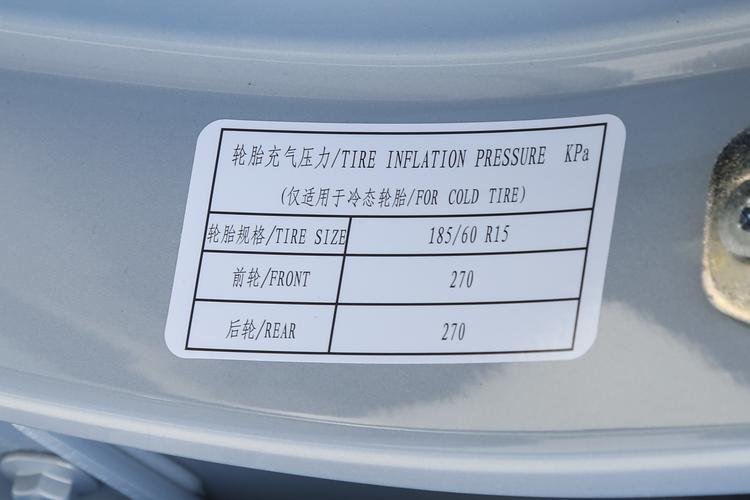 轮胎充气压力/TIRE INFLATION PRESSURE KPa
(仅适用于冷态轮胎/FOR COLD TIRE)
轮胎规格/TIRE SIZE 185/60 R15
前轮/FRONT 270
后轮/REAR 270